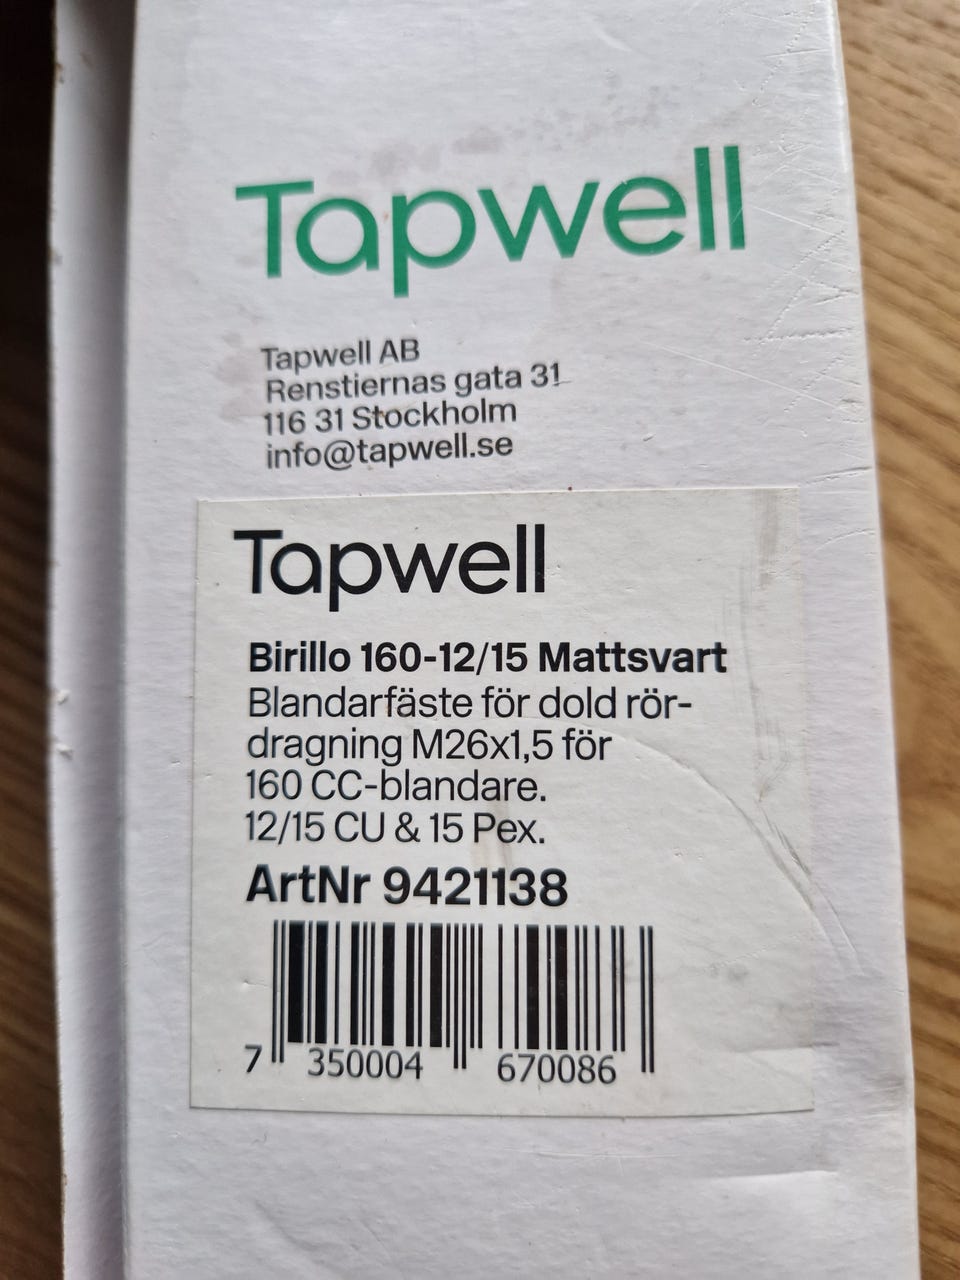 Tapwell
Tapwell AB
Renstiernas gata 31
116 31 Stockholm
info@tapwell.se
Tapwell
Birillo 160-12/15 Mattsvart
Blandarfäste för dold rör-
dragning M26x1,5 för
160 CC-blandare.
12/15 CU & 15 Pex.
ArtNr 9421138
7 350004 670086